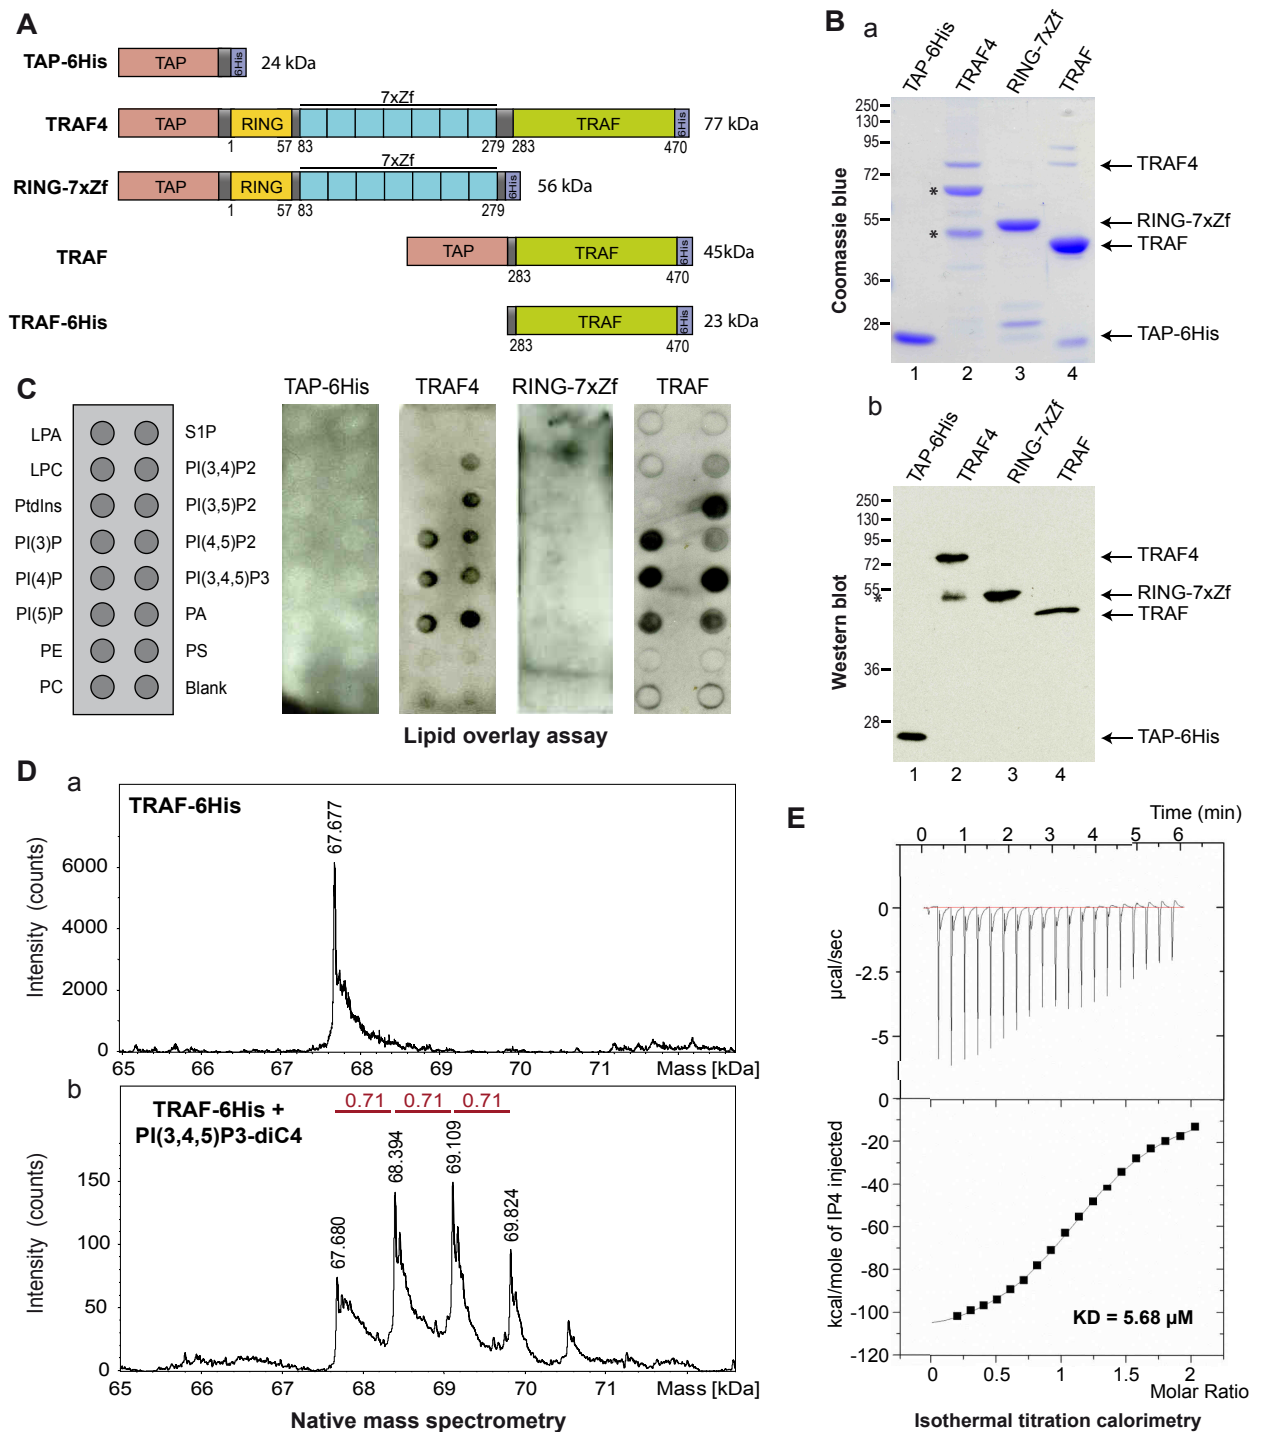 A
TAP-6His TAP 6His 24 kDa
7xZf
TRAF4 TAP RING TRAF 6His 77 kDa
1 57 83 279 283 470
7xZf
RING-7xZf TAP RING 6His 56 kDa
1 57 83 279
TRAF TAP TRAF 6His 45kDa
283 470
TRAF-6His TRAF 6His 23 kDa
283 470
B
a
TAP-6His TRAF4 RING-7xZf TRAF
Coomassie blue
250
130
95
72
55
36
28
*
*
TRAF4
RING-7xZf
TRAF
TAP-6His
1 2 3 4
b
TAP-6His TRAF4 RING-7xZf TRAF
Western blot
250
130
95
72
55
*
36
28
TRAF4
RING-7xZf
TRAF
TAP-6His
1 2 3 4
C
TAP-6His TRAF4 RING-7xZf TRAF
LPA S1P
LPC PI(3,4)P2
PtdIns PI(3,5)P2
PI(3)P PI(4,5)P2
PI(4)P PI(3,4,5)P3
PI(5)P PA
PE PS
PC Blank
Lipid overlay assay
D
a
TRAF-6His
67.677
Intensity (counts)
6000
4000
2000
0
65 66 67 68 69 70 71 Mass [kDa]
b
TRAF-6His +
PI(3,4,5)P3-diC4
0.71 0.71 0.71
67.680 68.394 69.109 69.824
Intensity (counts)
150
100
50
0
65 66 67 68 69 70 71 Mass [kDa]
Native mass spectrometry
E
Time (min)
0 1 2 3 4 5 6
µcal/sec
0
-2.5
-5
kcal/mole of IP4 injected
0
-20
-40
-60
-80
-100
-120
KD = 5.68 µM
0 0.5 1 1.5 2
Molar Ratio
Isothermal titration calorimetry